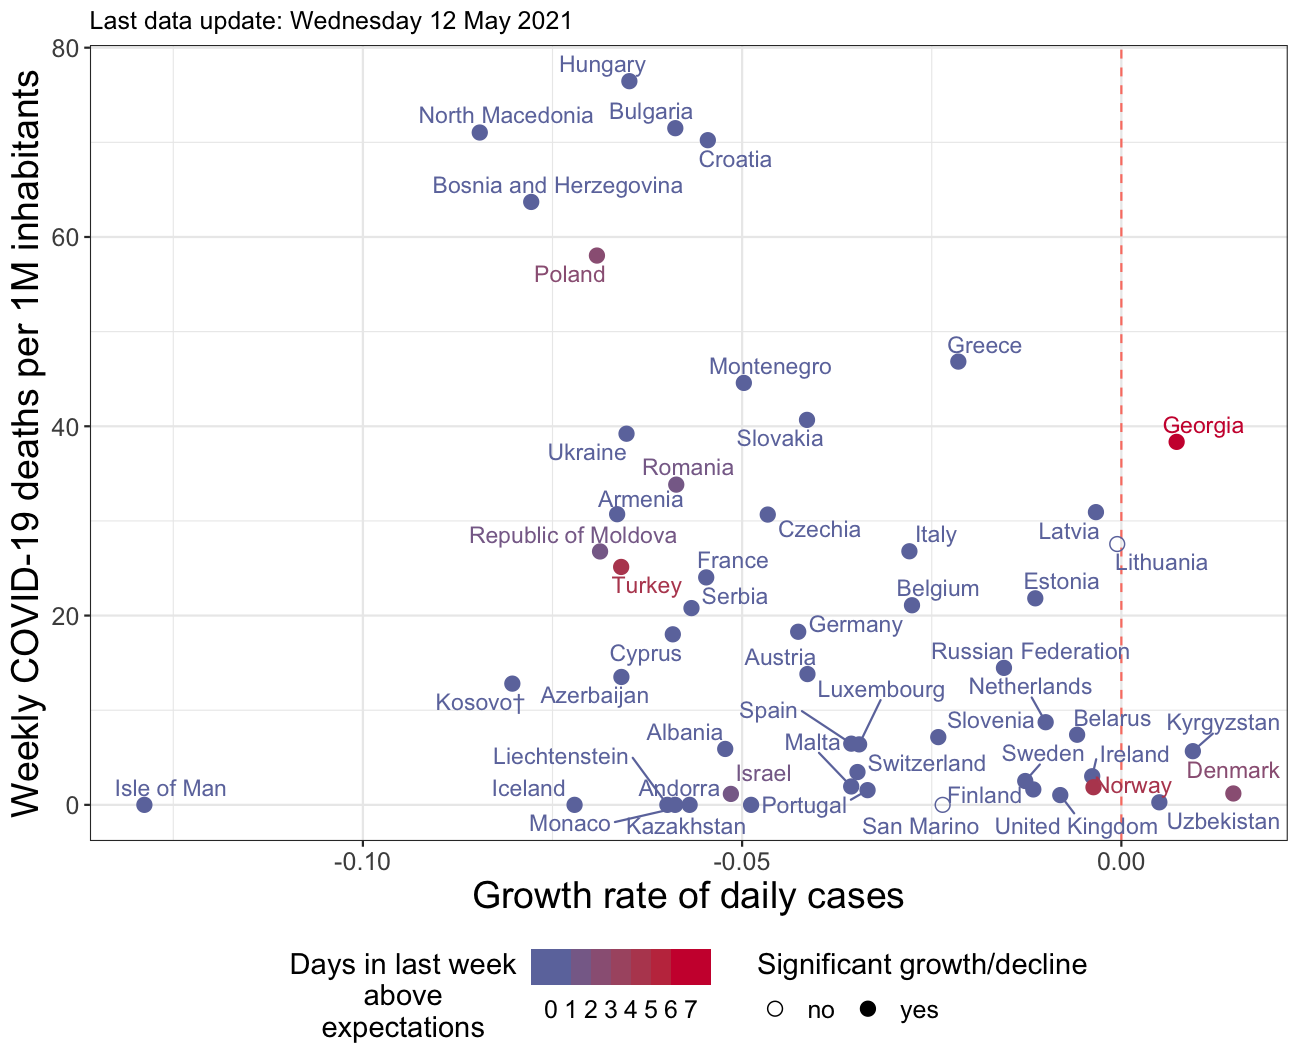 Last data update: Wednesday 12 May 2021
Weekly COVID-19 deaths per 1M inhabitants
80
60
40
20
0
Hungary
North Macedonia
Bulgaria
Croatia
Bosnia and Herzegovina
Poland
Greece
Montenegro
Georgia
Slovakia
Ukraine
Romania
Armenia
Czechia
Latvia
Republic of Moldova
Italy
Lithuania
France
Turkey
Estonia
Belgium
Serbia
Germany
Cyprus
Austria
Russian Federation
Luxembourg
Netherlands
Kosovo†
Azerbaijan
Spain
Slovenia
Belarus
Kyrgyzstan
Albania
Malta
Liechtenstein
Switzerland
Sweden
Ireland
Israel
Denmark
Isle of Man
Iceland
Andorra
Norway
Portugal
Finland
Monaco
Kazakhstan
San Marino
United Kingdom
Uzbekistan
-0.10
-0.05
0.00
Growth rate of daily cases
Days in last week
above
expectations
0 1 2 3 4 5 6 7
Significant growth/decline
no
yes